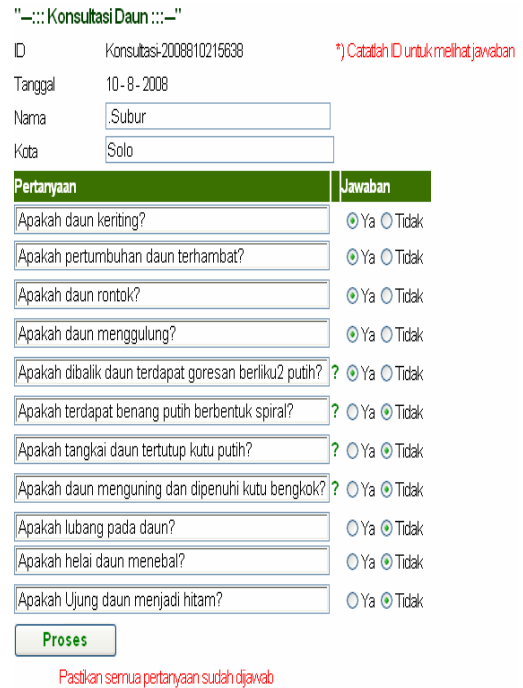 "—::: Konsultasi Daun :::—"
ID Konsultasi-2008810215638 *) Catatlah ID untuk melihat jawaban
Tanggal 10 - 8 - 2008
Nama .Subur
Kota Solo
Pertanyaan Jawaban
Apakah daun keriting? Ya Tidak
Apakah pertumbuhan daun terhambat? Ya Tidak
Apakah daun rontok? Ya Tidak
Apakah daun menggulung? Ya Tidak
Apakah dibalik daun terdapat goresan berliku2 putih? ? Ya Tidak
Apakah terdapat benang putih berbentuk spiral? ? Ya Tidak
Apakah tangkai daun tertutup kutu putih? ? Ya Tidak
Apakah daun menguning dan dipenuhi kutu bengkok? ? Ya Tidak
Apakah lubang pada daun? Ya Tidak
Apakah helai daun menebal? Ya Tidak
Apakah Ujung daun menjadi hitam? Ya Tidak
Proses
Pastikan semua pertanyaan sudah dijawab